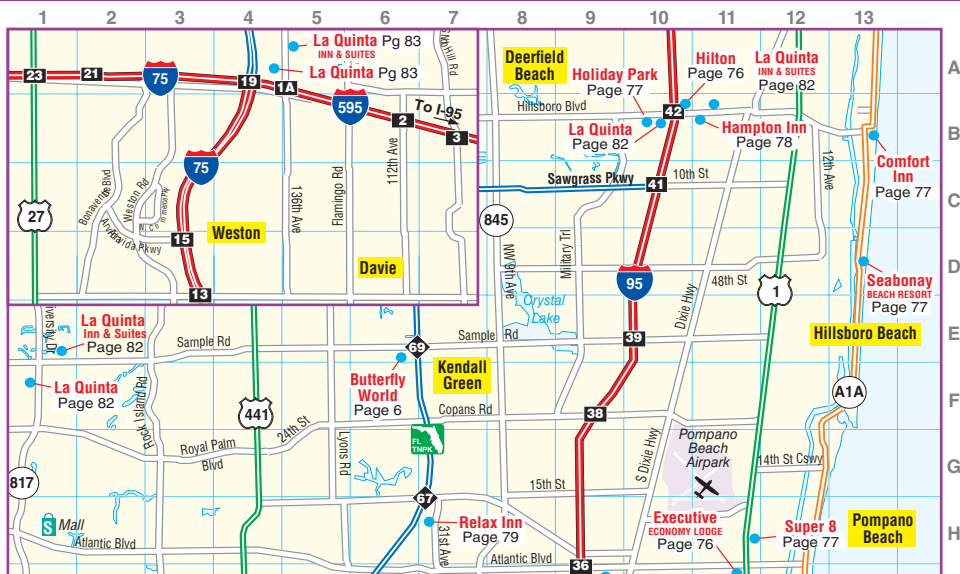 1 2 3 4 5 6 7 8 9 10 11 12 13
A
B
C
D
E
F
G
H
La Quinta Pg 83
INN & SUITES
La Quinta Pg 83
23
21
75
19
1A
595
To I-95
2
3
75
27
15
13
Bonaventure Blvd
Weston Rd
Arvida Pkwy
136th Ave
Flamingo Rd
112th Ave
Weston
Davie
Deerfield
Beach
Holiday Park
Page 77
Hilton
Page 76
La Quinta
INN & SUITES
Page 82
Hillsboro Blvd
42
La Quinta
Page 82
Hampton Inn
Page 78
Comfort
Inn
Page 77
Sawgrass Pkwy
41
10th St
12th Ave
845
NW 9th Ave
Military Trl
95
Dixie Hwy
48th St
1
Seabonay
BEACH RESORT
Page 77
Crystal
Lake
Hillsboro Beach
La Quinta
Inn & Suites
Page 82
Sample Rd
69
Sample Rd
39
La Quinta
Page 82
Rock Island Rd
441
Butterfly
World
Page 6
Kendall
Green
Copans Rd
38
A1A
Royal Palm
Blvd
24th St
Lyons Rd
FL
TNPK
S Dixie Hwy
Pompano
Beach
Airpark
14th St Cswy
817
67
15th St
S Mall
Atlantic Blvd
Relax Inn
Page 79
31st Ave
Atlantic Blvd
36
Executive
ECONOMY LODGE
Page 76
Super 8
Page 77
Pompano
Beach